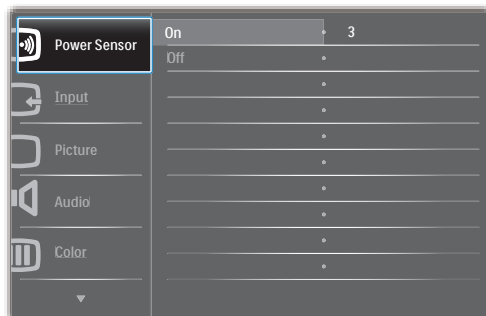 Power Sensor
On 3
Off
Input
Picture
Audio
Color